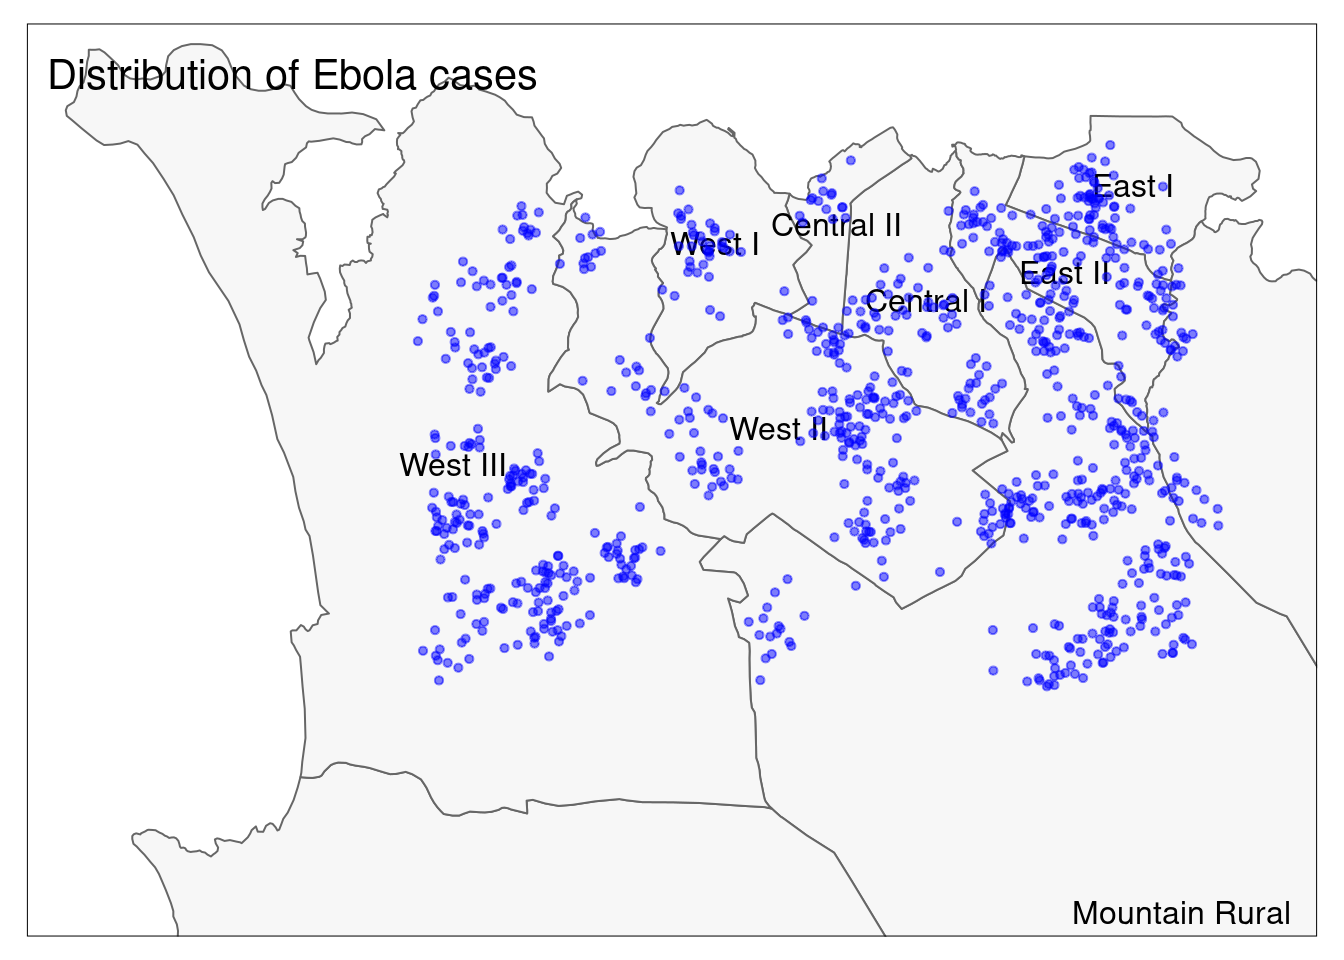 Distribution of Ebola cases
East I
Central II
West I
East II
Central I
West II
West III
Mountain Rural